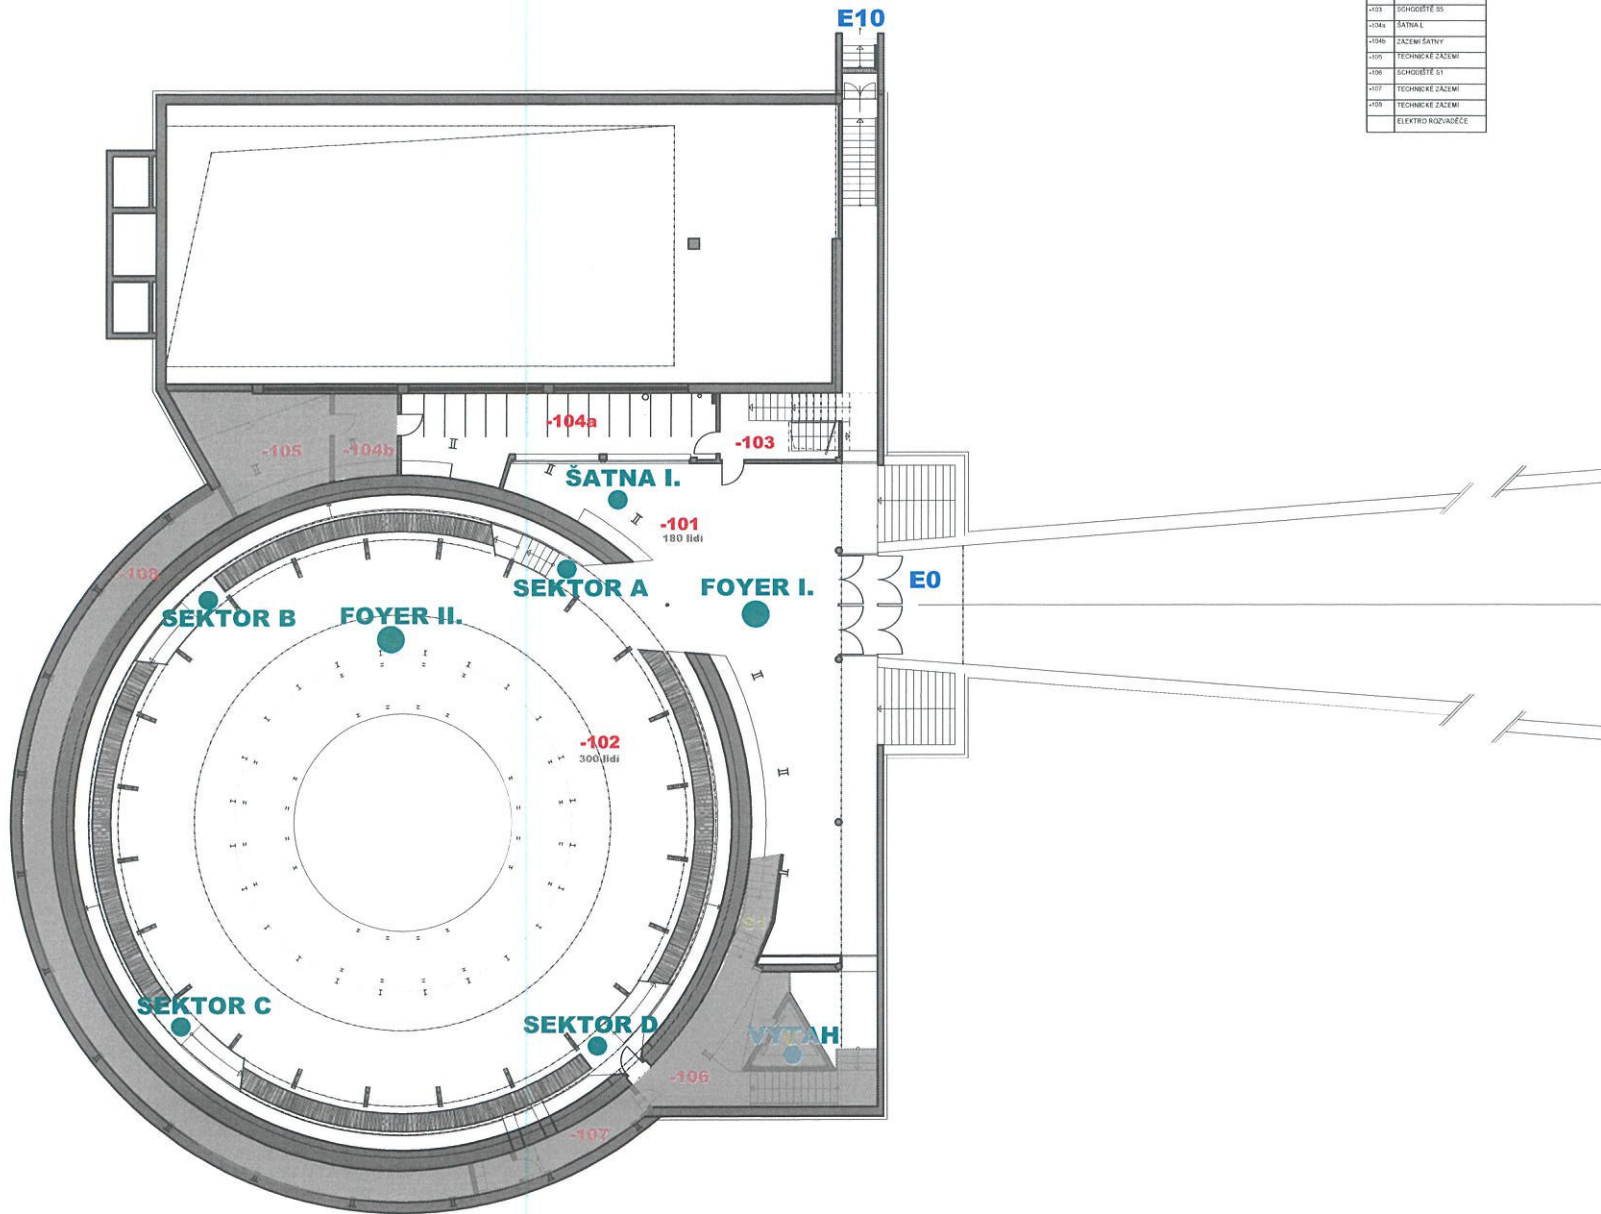 -103 SCHODIŠTĚ S5
-104a ŠATNA I.
-104b ZÁZEMÍ ŠATNY
-105 TECHNICKÉ ZÁZEMÍ
-106 SCHODIŠTĚ S1
-107 TECHNICKÉ ZÁZEMÍ
-108 TECHNICKÉ ZÁZEMÍ
ELEKTRO ROZVADĚČE
E10
-104a
-103
-105
-104b
ŠATNA I.
-101
180 lidí
-108
SEKTOR A
FOYER I.
E0
SEKTOR B
FOYER II.
-102
300 lidí
S1
SEKTOR C
SEKTOR D
VÝTAH
-106
-107